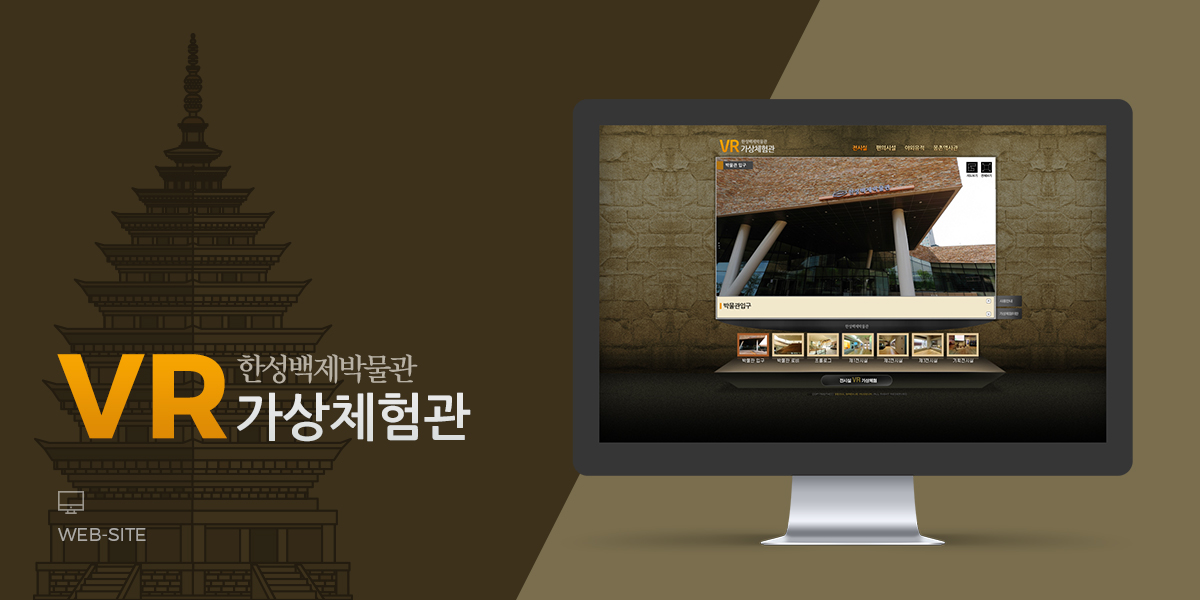 VR
한성백제박물관
가상체험관
WEB-SITE
VR 한성백제박물관
가상체험관
전시실 편의시설 야외유적 몽촌역사관
박물관 입구
박물관입구
한성백제박물관
박물관 입구 박물관 로비 프롤로그 제1전시실 제2전시실 제3전시실 기획전시실
전시실 VR 가상체험